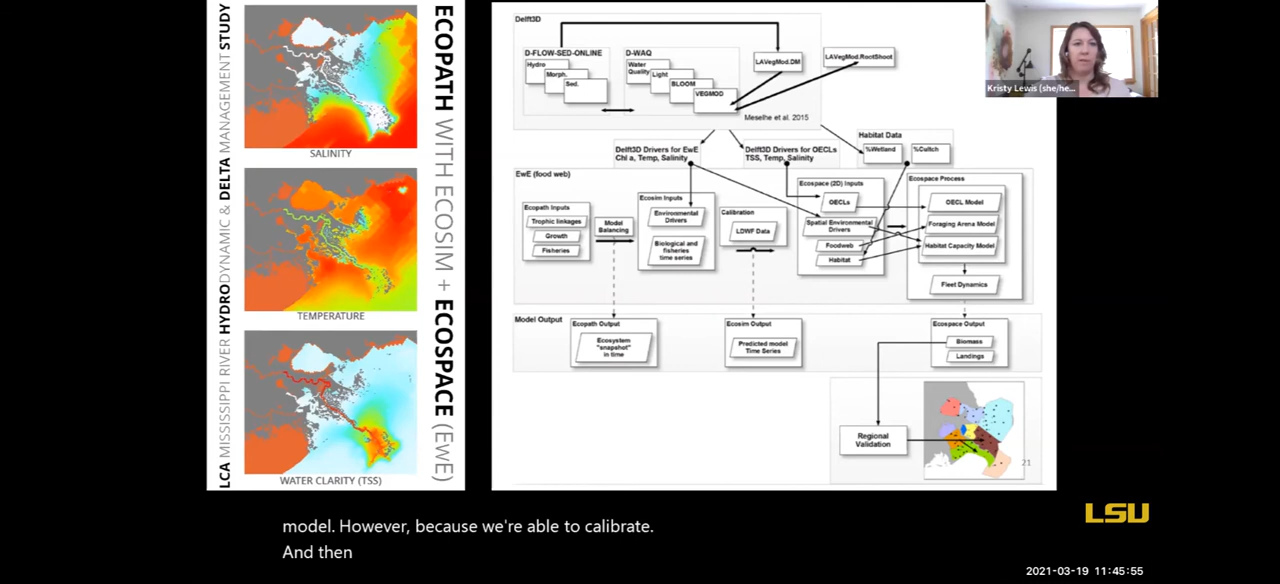 LCA MISSISSIPPI RIVER HYDRODYNAMIC & DELTA MANAGEMENT STUDY
SALINITY
TEMPERATURE
WATER CLARITY (TSS)
ECOPATH WITH ECOSIM + ECOSPACE (EwE)
Delft3D
D-FLOW-SED-ONLINE
Hydro
Morph.
Sed.
D-WAQ
Water
Quality
Light
BLOOM
VEGMOD
LAVegMod.DM
LAVegMod.RootShoot
Meselhe et al. 2015
Delft3D Drivers for EwE
Chl a, Temp, Salinity
Delft3D Drivers for OECLs
TSS, Temp, Salinity
Habitat Data
%Wetland
%Cultch
EwE (food web)
Ecopath Inputs
Trophic linkages
Growth
Fisheries
Model
Balancing
Ecosim Inputs
Environmental
Drivers
Biological and
fisheries
time series
Calibration
LDWF Data
Ecospace (2D) Inputs
OECLs
Spatial Environmental
Drivers
Foodweb
Habitat
Ecospace Process
OECL Model
Foraging Arena Model
Habitat Capacity Model
Fleet Dynamics
Model Output
Ecopath Output
Ecosystem
"snapshot"
in time
Ecosim Output
Predicted model
Time Series
Ecospace Output
Biomass
Landings
Regional
Validation
21
Kristy Lewis (she/he...
LSU
model. However, because we're able to calibrate.
And then
2021-03-19 11:45:55